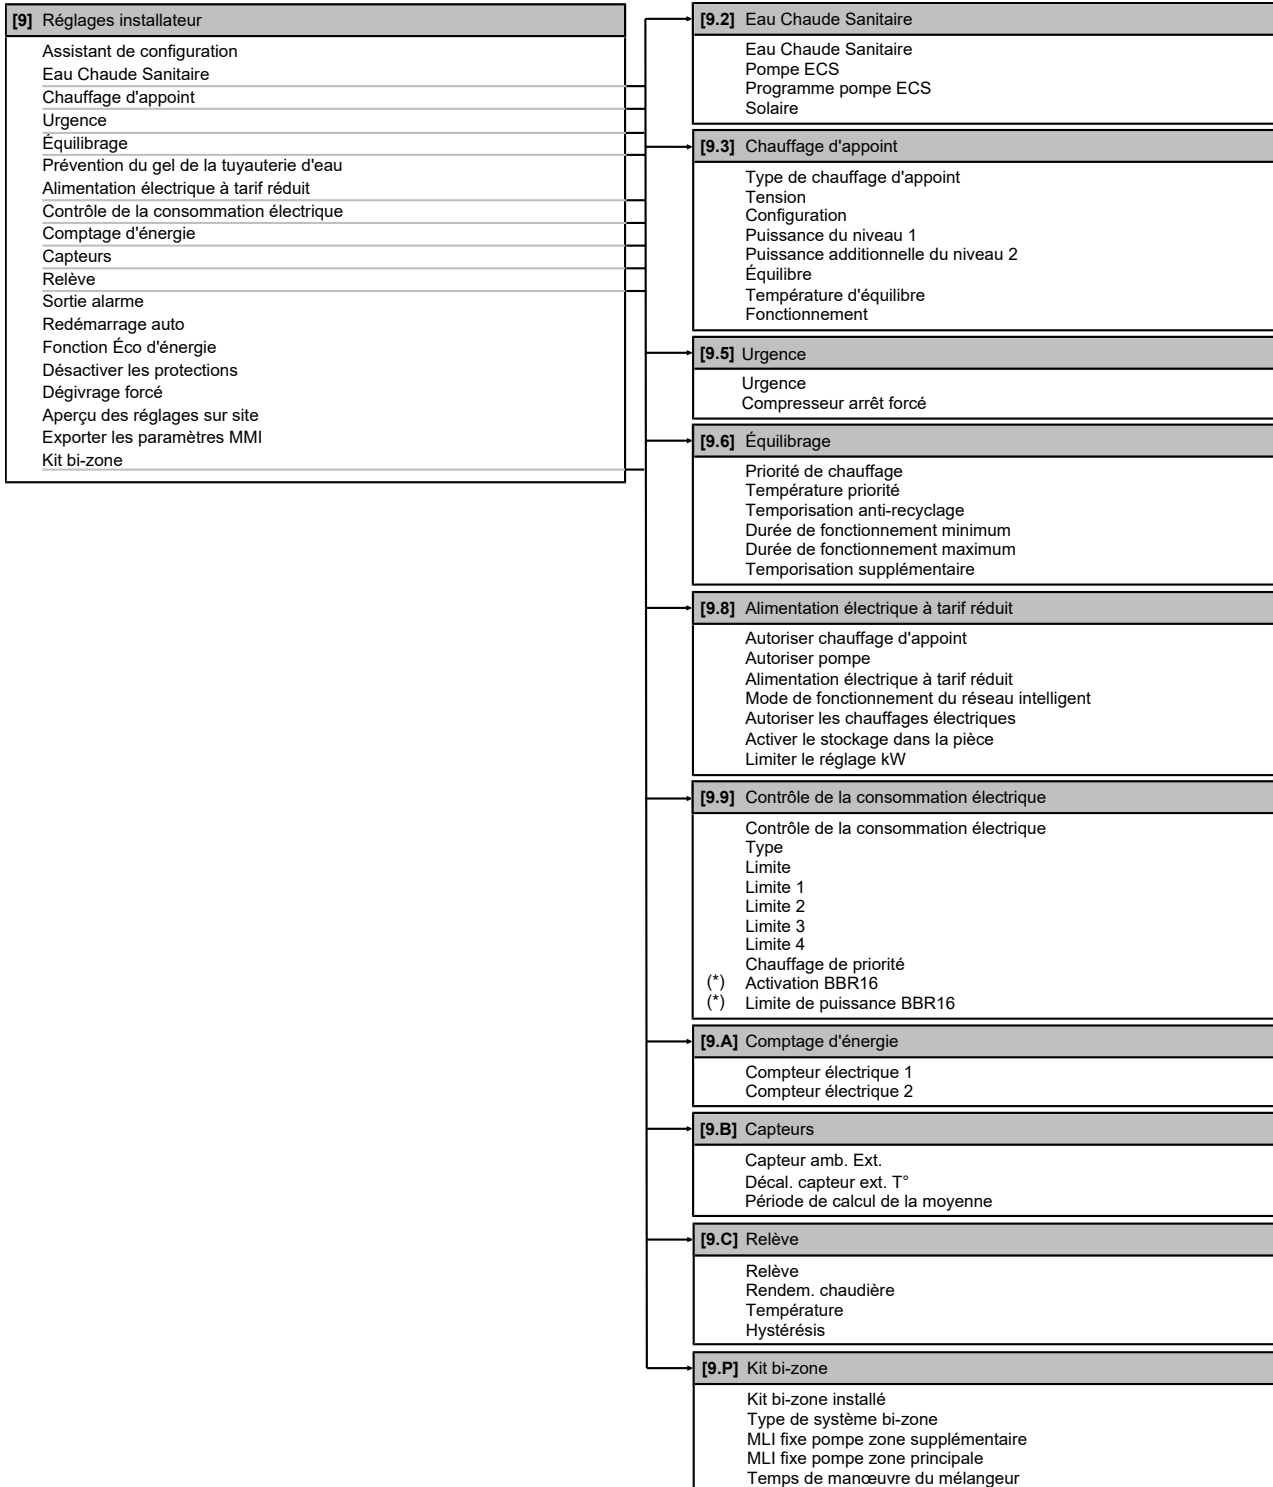 [9] Réglages installateur
Assistant de configuration
Eau Chaude Sanitaire
Chauffage d'appoint
Urgence
Équilibrage
Prévention du gel de la tuyauterie d'eau
Alimentation électrique à tarif réduit
Contrôle de la consommation électrique
Comptage d'énergie
Capteurs
Relève
Sortie alarme
Redémarrage auto
Fonction Éco d'énergie
Désactiver les protections
Dégivrage forcé
Aperçu des réglages sur site
Exporter les paramètres MMI
Kit bi-zone
[9.2] Eau Chaude Sanitaire
Eau Chaude Sanitaire
Pompe ECS
Programme pompe ECS
Solaire
[9.3] Chauffage d'appoint
Type de chauffage d'appoint
Tension
Configuration
Puissance du niveau 1
Puissance additionnelle du niveau 2
Équilibre
Température d'équilibre
Fonctionnement
[9.5] Urgence
Urgence
Compresseur arrêt forcé
[9.6] Équilibrage
Priorité de chauffage
Température priorité
Temporisation anti-recyclage
Durée de fonctionnement minimum
Durée de fonctionnement maximum
Temporisation supplémentaire
[9.8] Alimentation électrique à tarif réduit
Autoriser chauffage d'appoint
Autoriser pompe
Alimentation électrique à tarif réduit
Mode de fonctionnement du réseau intelligent
Autoriser les chauffages électriques
Activer le stockage dans la pièce
Limiter le réglage kW
[9.9] Contrôle de la consommation électrique
Contrôle de la consommation électrique
Type
Limite
Limite 1
Limite 2
Limite 3
Limite 4
Chauffage de priorité
(*) Activation BBR16
(*) Limite de puissance BBR16
[9.A] Comptage d'énergie
Compteur électrique 1
Compteur électrique 2
[9.B] Capteurs
Capteur amb. Ext.
Décal. capteur ext. T°
Période de calcul de la moyenne
[9.C] Relève
Relève
Rendem. chaudière
Température
Hystérésis
[9.P] Kit bi-zone
Kit bi-zone installé
Type de système bi-zone
MLI fixe pompe zone supplémentaire
MLI fixe pompe zone principale
Temps de manœuvre du mélangeur